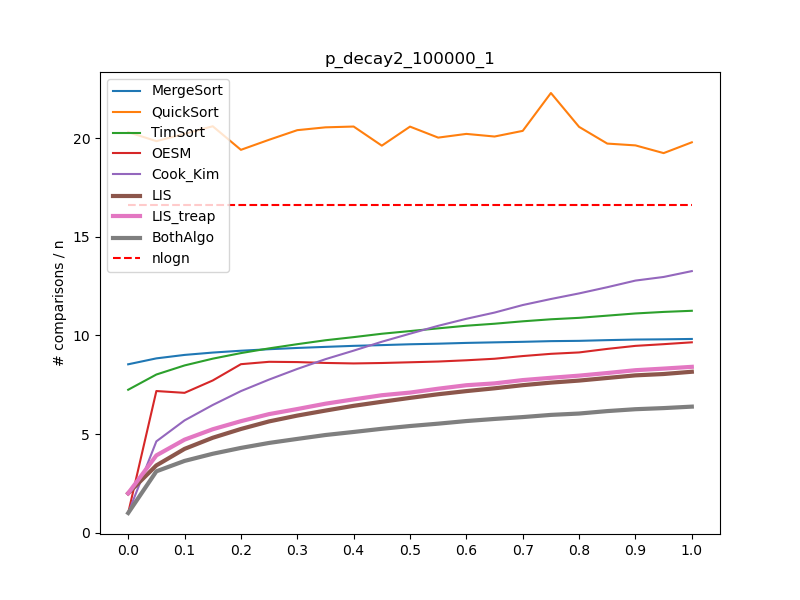 p_decay2_100000_1
# comparisons / n
20
15
10
5
0
MergeSort
QuickSort
TimSort
OESM
Cook_Kim
LIS
LIS_treap
BothAlgo
nlogn
0.0 0.1 0.2 0.3 0.4 0.5 0.6 0.7 0.8 0.9 1.0